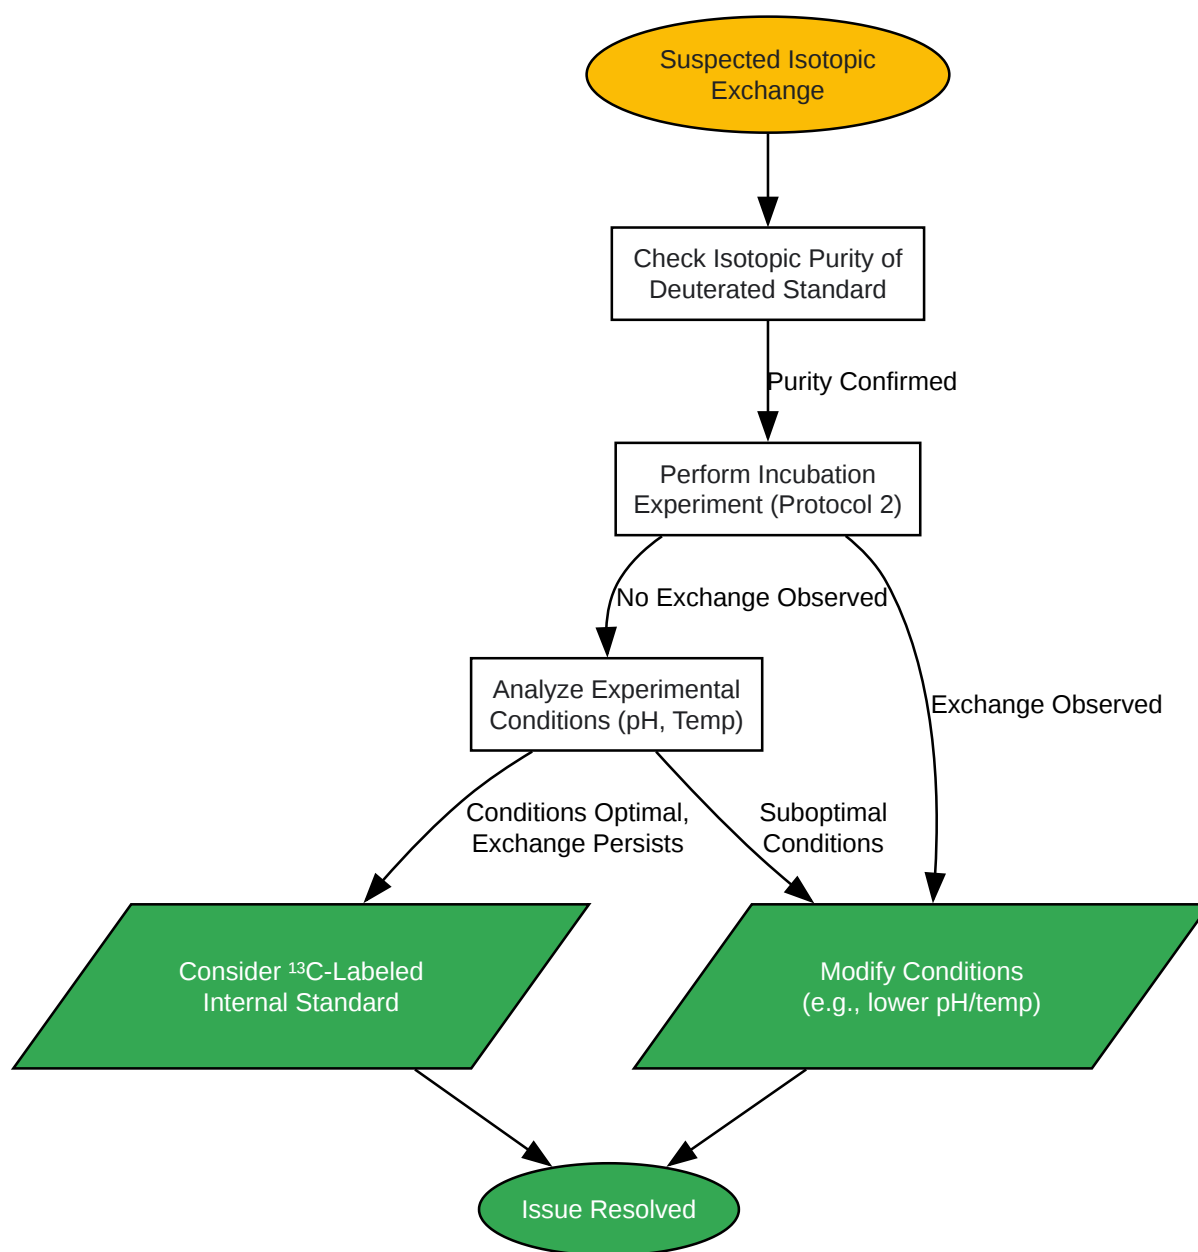 Suspected Isotopic
Exchange
Check Isotopic Purity of
Deuterated Standard
Purity Confirmed
Perform Incubation
Experiment (Protocol 2)
No Exchange Observed
Analyze Experimental
Conditions (pH, Temp)
Exchange Observed
Conditions Optimal,
Exchange Persists
Suboptimal
Conditions
Consider ¹³C-Labeled
Internal Standard
Modify Conditions
(e.g., lower pH/temp)
Issue Resolved